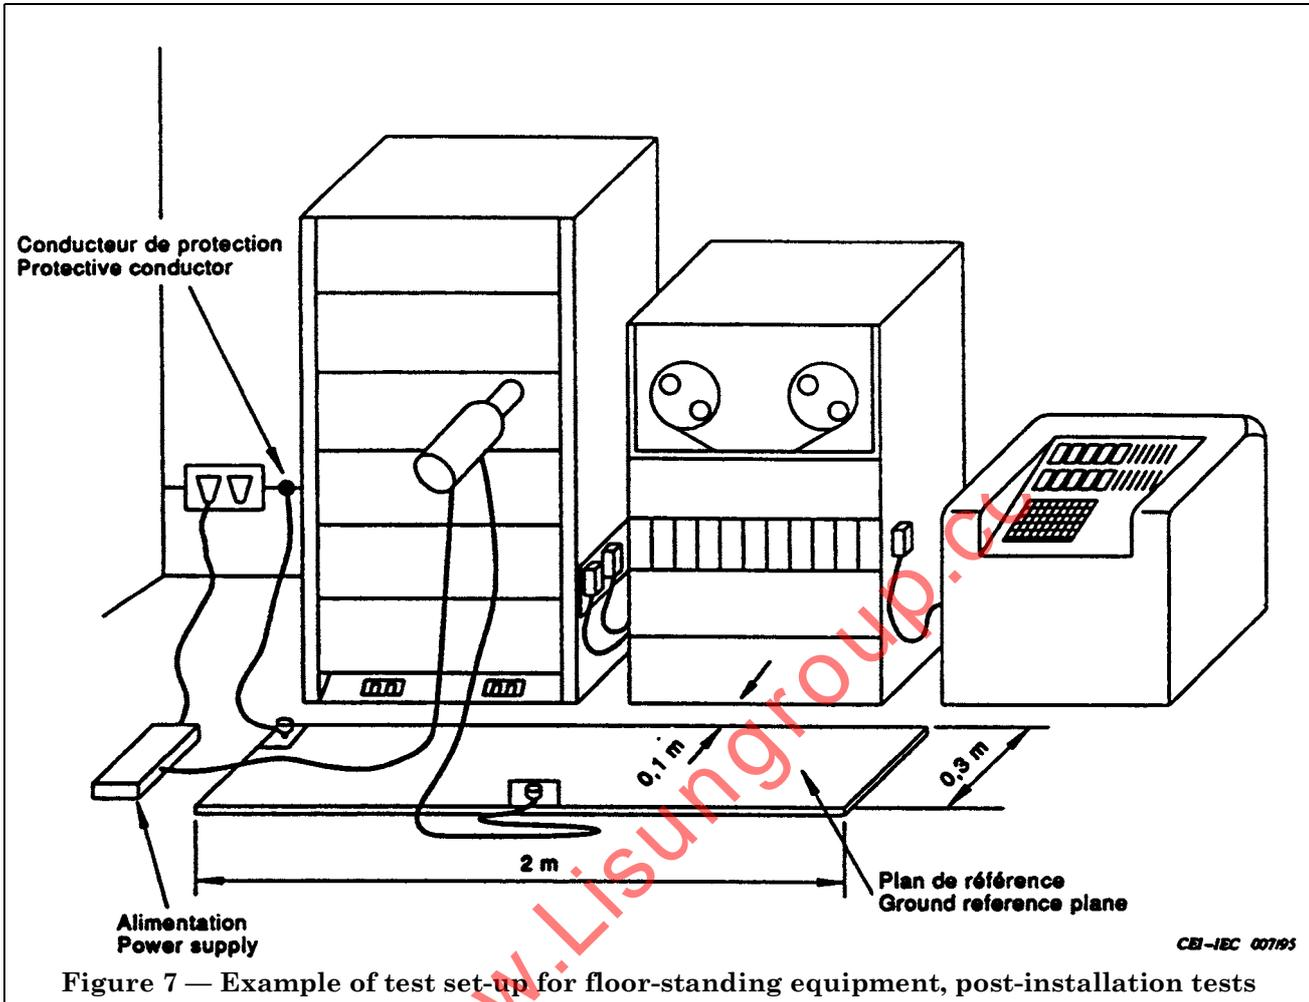 Conducteur de protection
Protective conductor
0,1 m
0,3 m
2 m
Plan de référence
Ground reference plane
Alimentation
Power supply
CEI–IEC 007/95
w.Lisungroup.c
Figure 7 — Example of test set-up for floor-standing equipment, post-installation tests